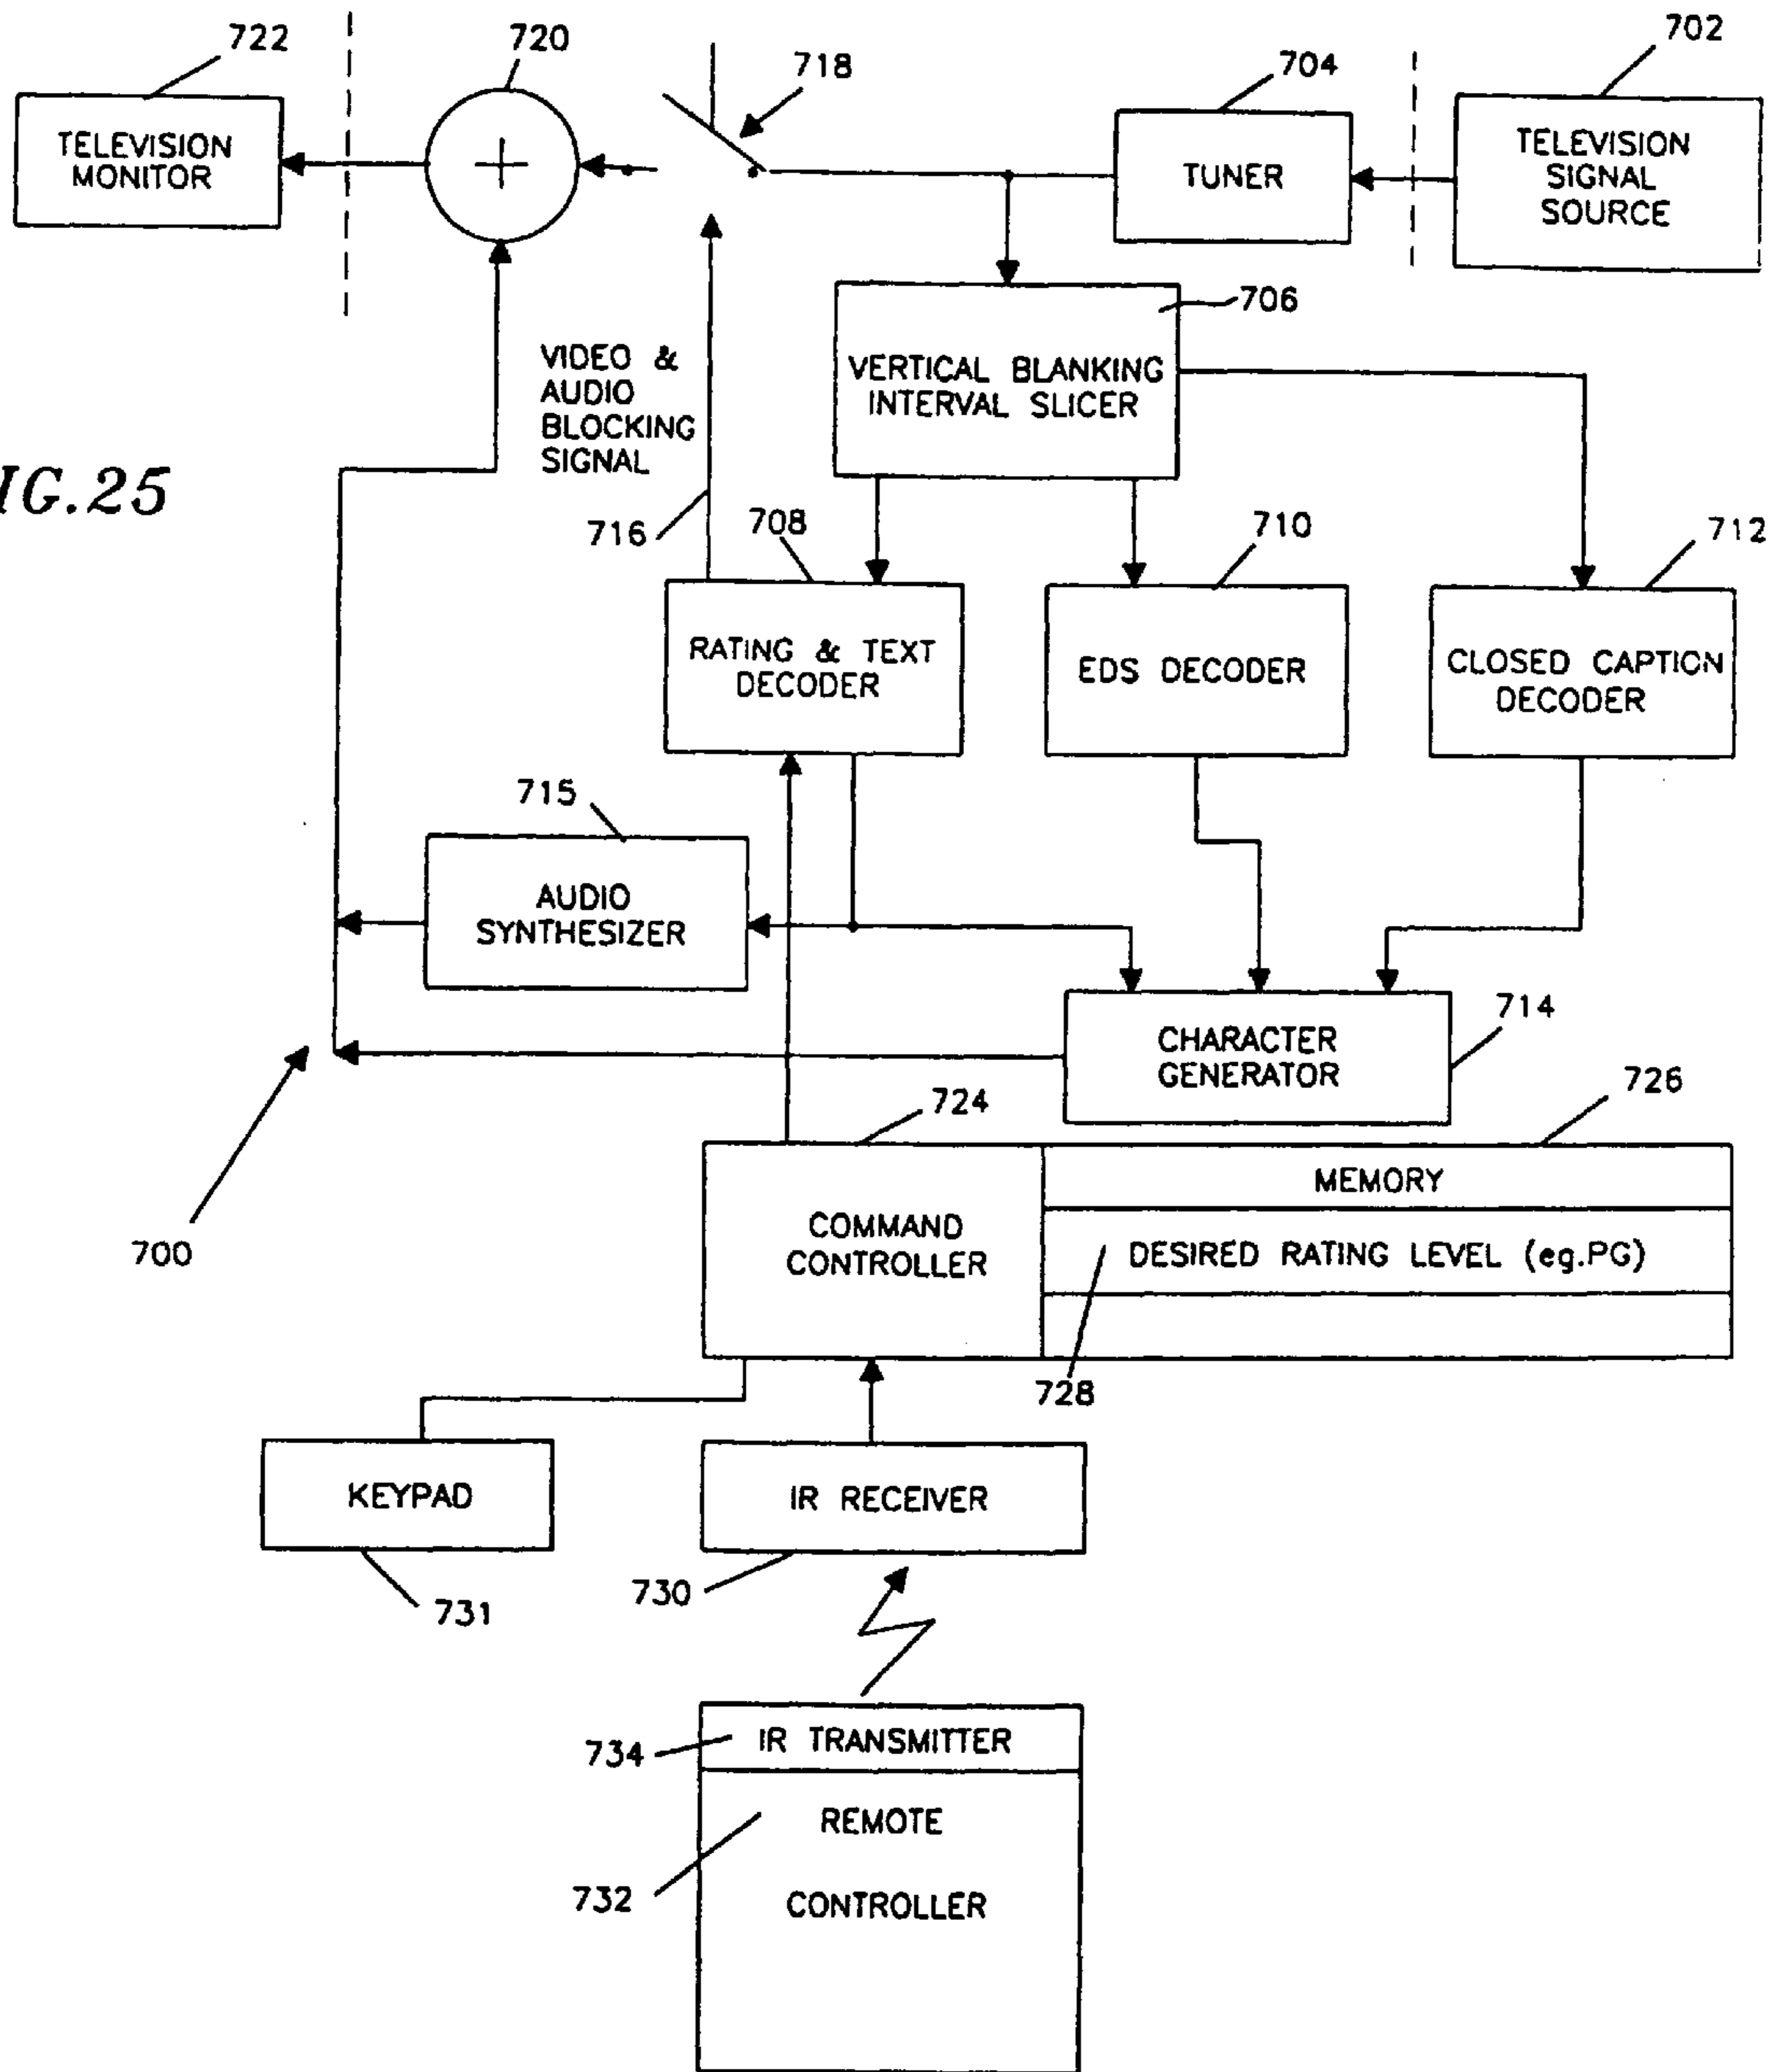 722
720
718
704
702
TELEVISION
MONITOR
TUNER
TELEVISION
SIGNAL
SOURCE
706
VIDEO &
AUDIO
BLOCKING
SIGNAL
VERTICAL BLANKING
INTERVAL SLICER
IG.25
716
708
710
712
RATING & TEXT
DECODER
EDS DECODER
CLOSED CAPTION
DECODER
715
AUDIO
SYNTHESIZER
714
CHARACTER
GENERATOR
724
726
MEMORY
COMMAND
CONTROLLER
DESIRED RATING LEVEL (eg.PG)
700
728
KEYPAD
IR RECEIVER
731
730
734
IR TRANSMITTER
REMOTE
732
CONTROLLER